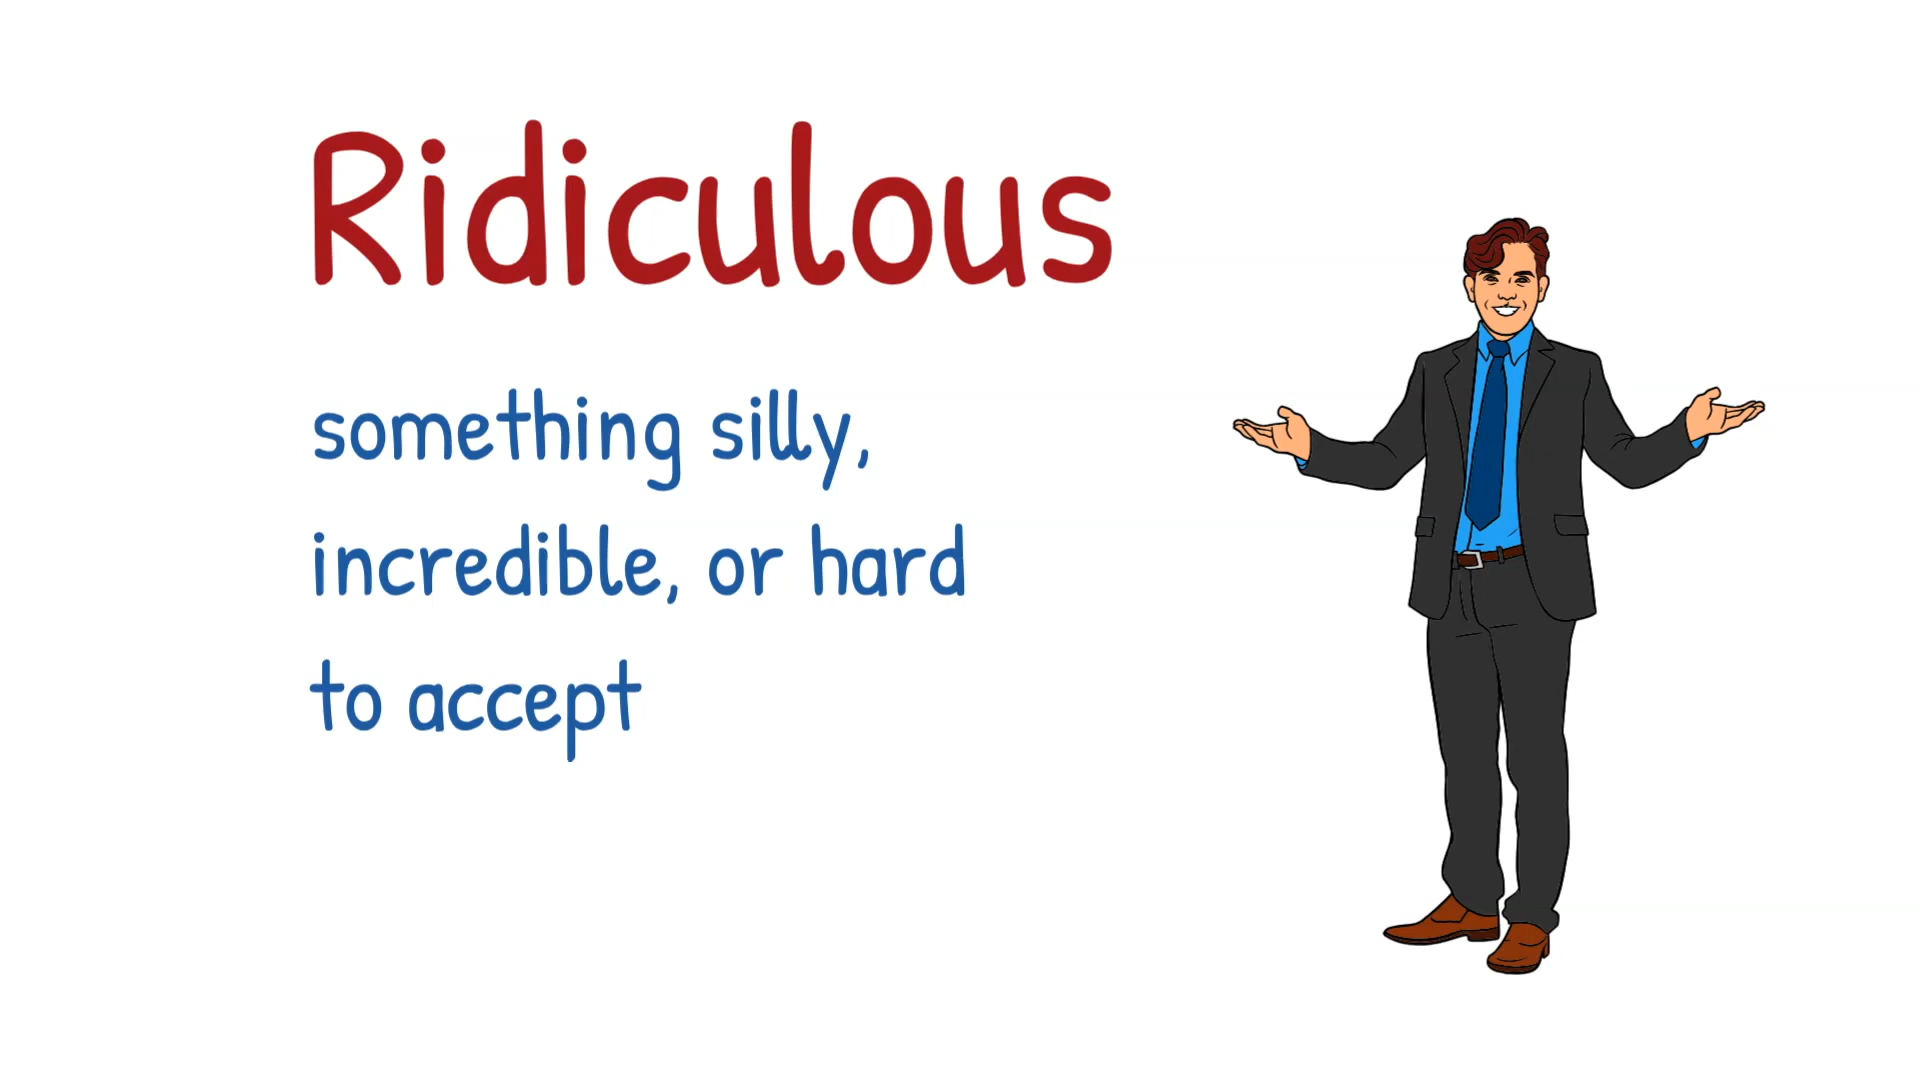 Ridiculous
something silly,
incredible, or hard
to accept